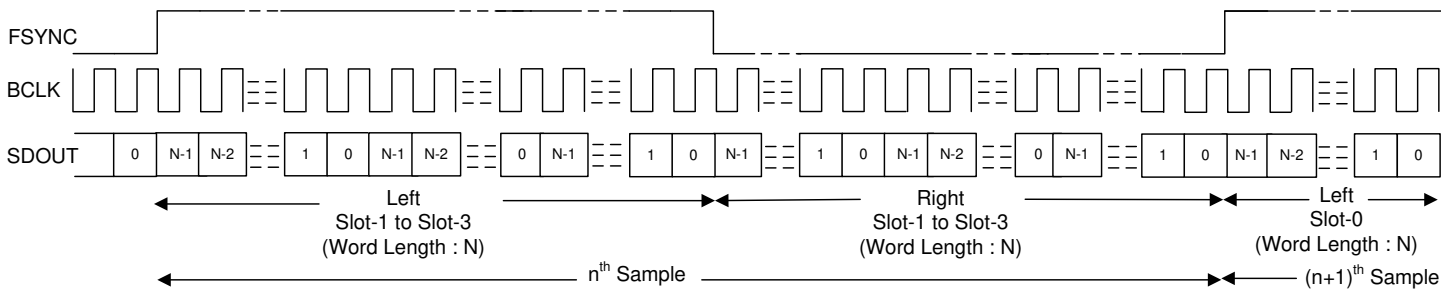 FSYNC
BCLK
SDOUT 0 N-1 N-2 1 0 N-1 N-2 0 N-1 1 0 N-1 1 0 N-1 N-2 0 N-1 1 0 N-1 N-2 1 0
Left
Slot-1 to Slot-3
(Word Length : N)
Right
Slot-1 to Slot-3
(Word Length : N)
Left
Slot-0
(Word Length : N)
nth Sample
(n+1)th Sample